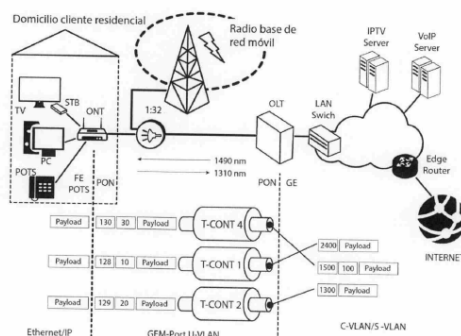 Domicilio cliente residencial
Radio base de
red móvil
IPTV
Server
VoIP
Server
TV
STB
ONT
1:32
OLT
LAN
Swich
PC
POTS
FE
POTS
PON
1490 nm
1310 nm
PON
GE
Edge
Router
INTERNET
Payload 130 30 Payload T-CONT 4
2400 Payload
Payload 128 10 Payload T-CONT 1
1500 100 Payload
Payload 129 20 Payload T-CONT 2
1300 Payload
Ethernet/IP
GEM-Port U-VLAN
C-VLAN/S-VLAN